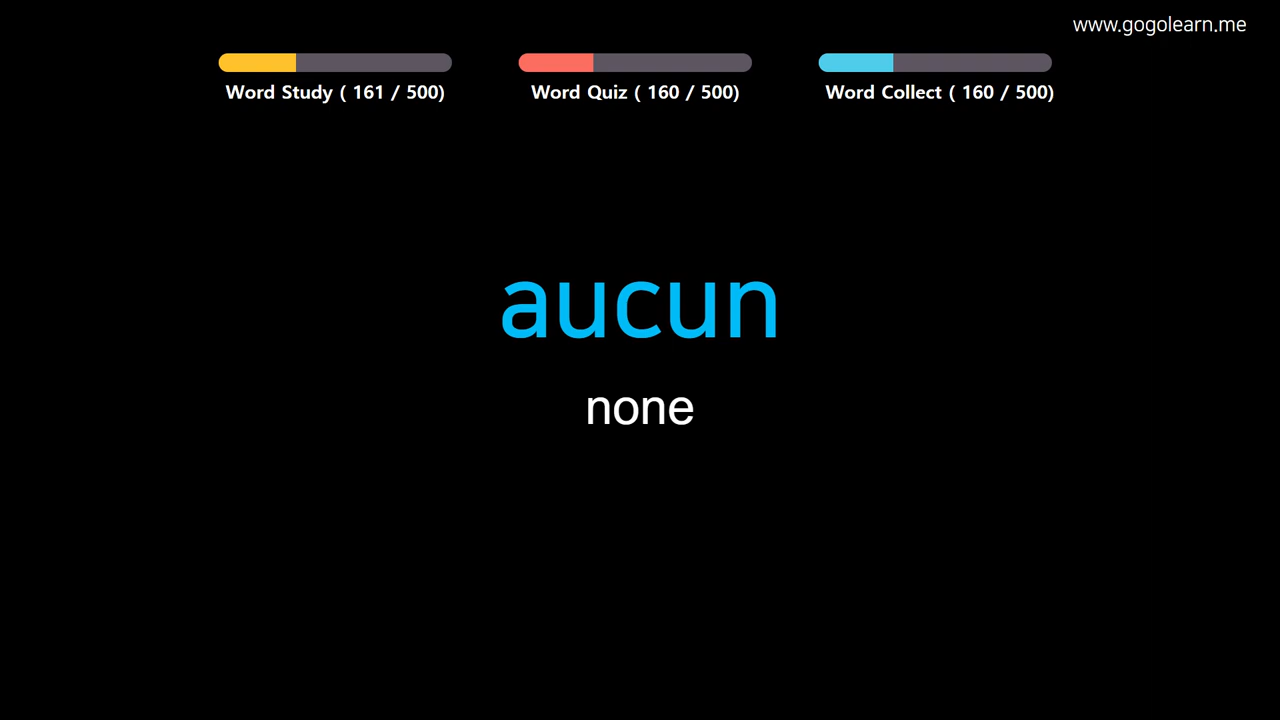 www.gogolearn.me
Word Study ( 161 / 500)
Word Quiz ( 160 / 500)
Word Collect ( 160 / 500)
aucun
none